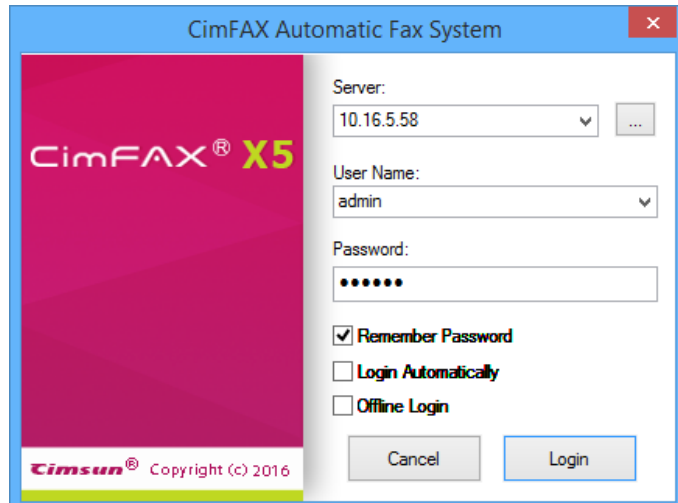 CimFAX Automatic Fax System
CimFAX® X5
Server:
10.16.5.58
...
User Name:
admin
Password:
••••••
Remember Password
Login Automatically
Offline Login
Cancel
Login
Cimsun® Copyright (c) 2016